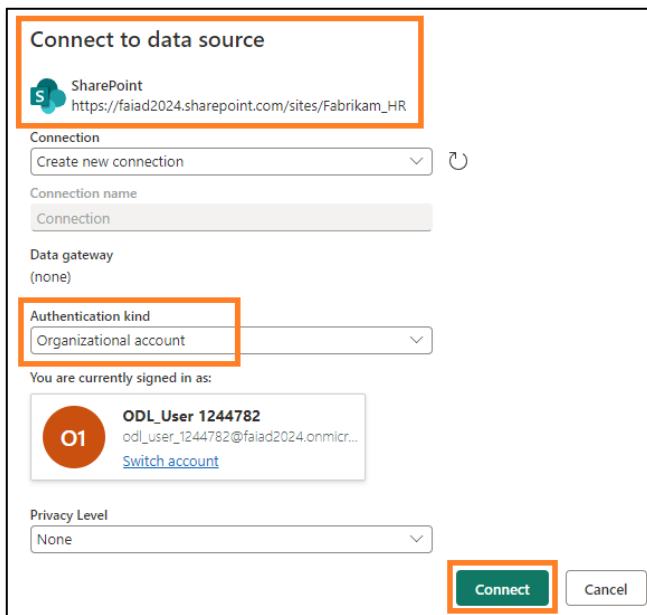 Connect to data source
S
SharePoint
https://faiad2024.sharepoint.com/sites/Fabrikam_HR
Connection
Create new connection
Connection name
Connection
Data gateway
(none)
Authentication kind
Organizational account
You are currently signed in as:
O1
ODL_User 1244782
odl_user_1244782@faiad2024.onmicr...
Switch account
Privacy Level
None
Connect
Cancel